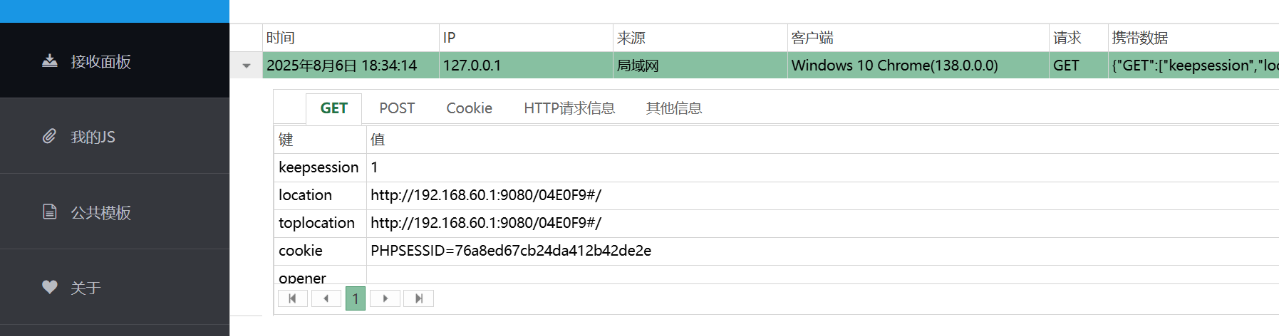 接收面板
我的JS
公共模板
关于
时间 IP 来源 客户端 请求 携带数据
2025年8月6日 18:34:14 127.0.0.1 局域网 Windows 10 Chrome(138.0.0.0) GET {"GET":["keepsession","loc
GET POST Cookie HTTP请求信息 其他信息
键 值
keepsession 1
location http://192.168.60.1:9080/04E0F9#/
toplocation http://192.168.60.1:9080/04E0F9#/
cookie PHPSESSID=76a8ed67cb24da412b42de2e
opener
1